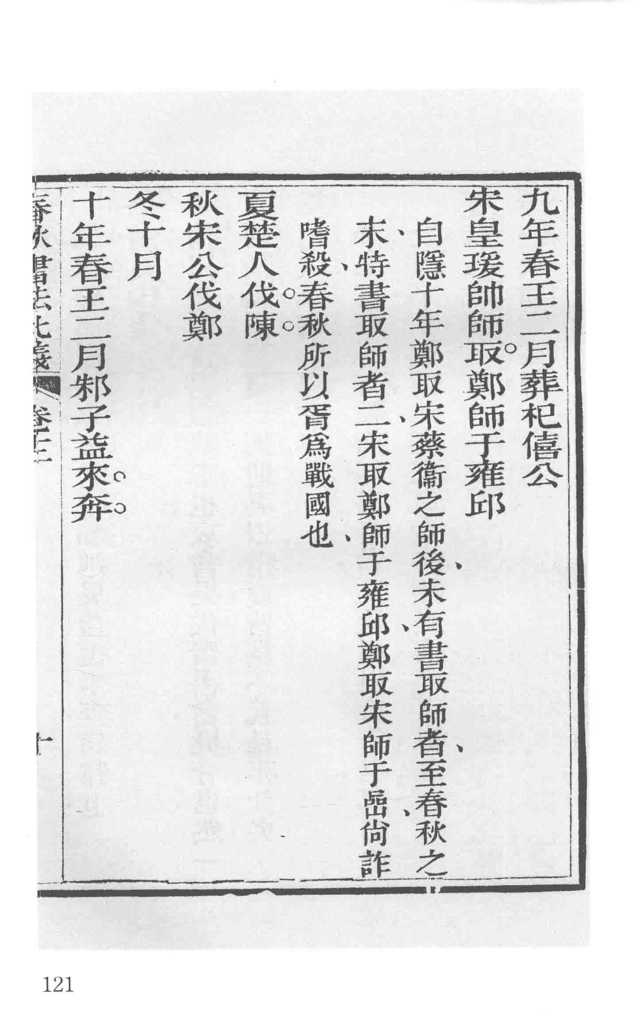 九年春王二月葬杞僖公
宋皇瑗帥師取鄭師于雍邱
自隱十年鄭取宋蔡衞之師後未有書取師者至春秋之
末特書取師者二宋取鄭師于雍邱鄭取宋師于嵒尙詐
嗜殺春秋所以胥爲戰國也
夏楚人伐陳
秋宋公伐鄭
冬十月
十年春王二月邾子益來奔
春秋書法比義 卷十二 十
121